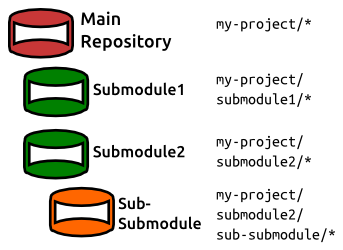 Main
Repository
my-project/*
Submodule1
my-project/
submodule1/*
Submodule2
my-project/
submodule2/*
Sub-
Submodule
my-project/
submodule2/
sub-submodule/*